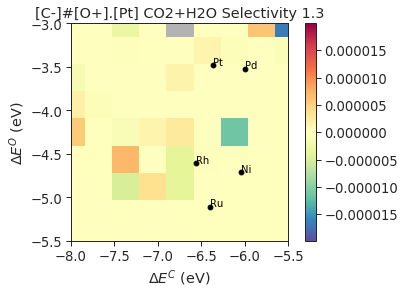 [C-]#[O+].[Pt] CO2+H2O Selectivity 1.3
−3.0
−3.5
−4.0
−4.5
−5.0
−5.5
ΔE^O (eV)
Pt
Pd
Rh
Ni
Ru
−8.0 −7.5 −7.0 −6.5 −6.0 −5.5
ΔE^C (eV)
0.000015
0.000010
0.000005
0.000000
−0.000005
−0.000010
−0.000015